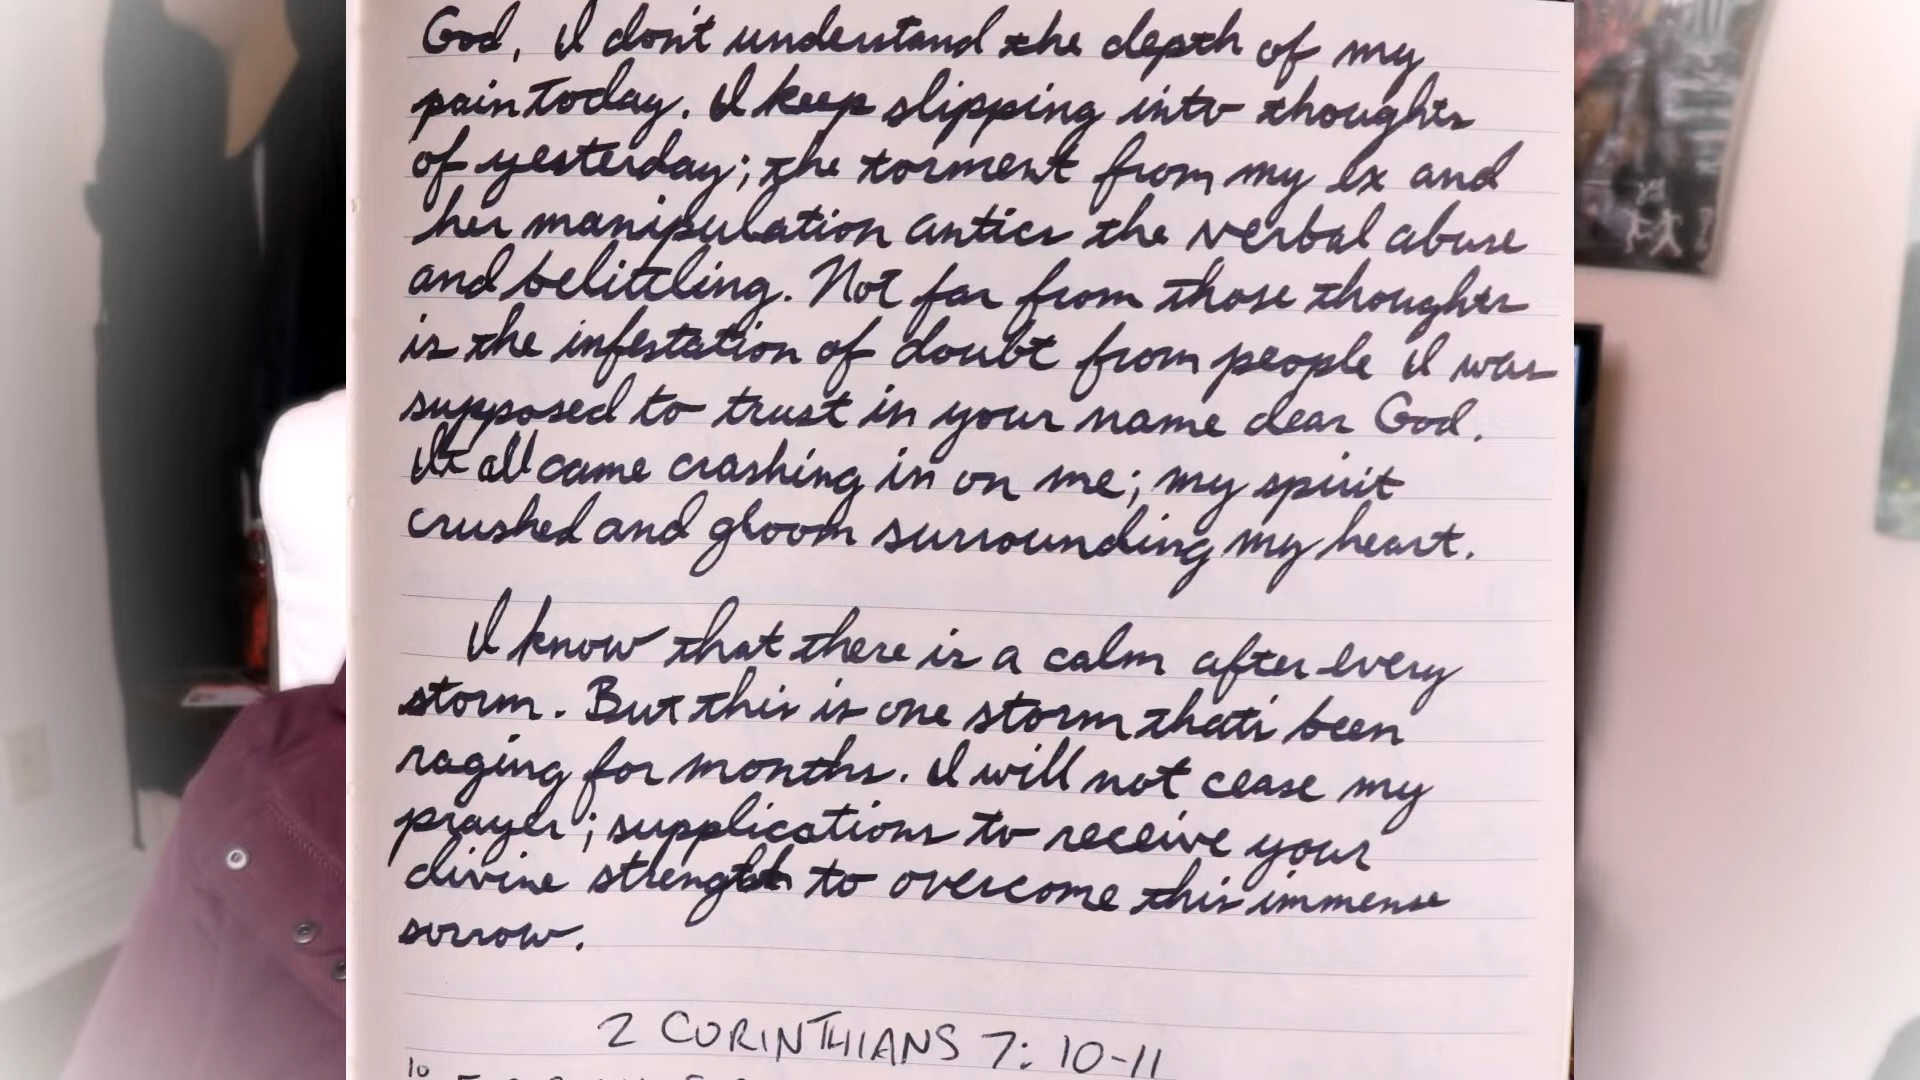 God, I don't understand the depth of my
pain today. I keep slipping into thoughts
of yesterday; the torment from my ex and
her manipulation antics the verbal abuse
and belittling. Not far from those thoughts
is the infestation of doubt from people I was
supposed to trust in your name dear God.
It all came crashing in on me; my spirit
crushed and gloom surrounding my heart.
I know that there is a calm after every
storm. But this is one storm that's been
raging for months. I will not cease my
prayer; supplications to receive your
divine strength to overcome this immense
sorrow.
2 CORINTHIANS 7: 10-11
10